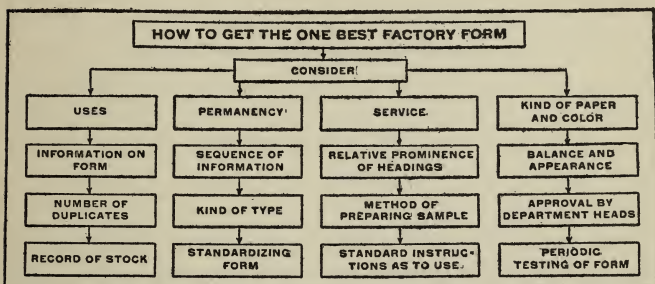 HOW TO GET THE ONE BEST FACTORY FORM
CONSIDER
USES
PERMANENCY
SERVICE
KIND OF PAPER
AND COLOR
INFORMATION ON
FORM
SEQUENCE OF
INFORMATION
RELATIVE PROMINENCE
OF HEADINGS
BALANCE AND
APPEARANCE
NUMBER OF
DUPLICATES
KIND OF TYPE
METHOD OF
PREPARING SAMPLE
APPROVAL BY
DEPARTMENT HEADS
RECORD OF STOCK
STANDARDIZING
FORM
STANDARD INSTRUC-
TIONS AS TO USE.
PERIODIC
TESTING OF FORM